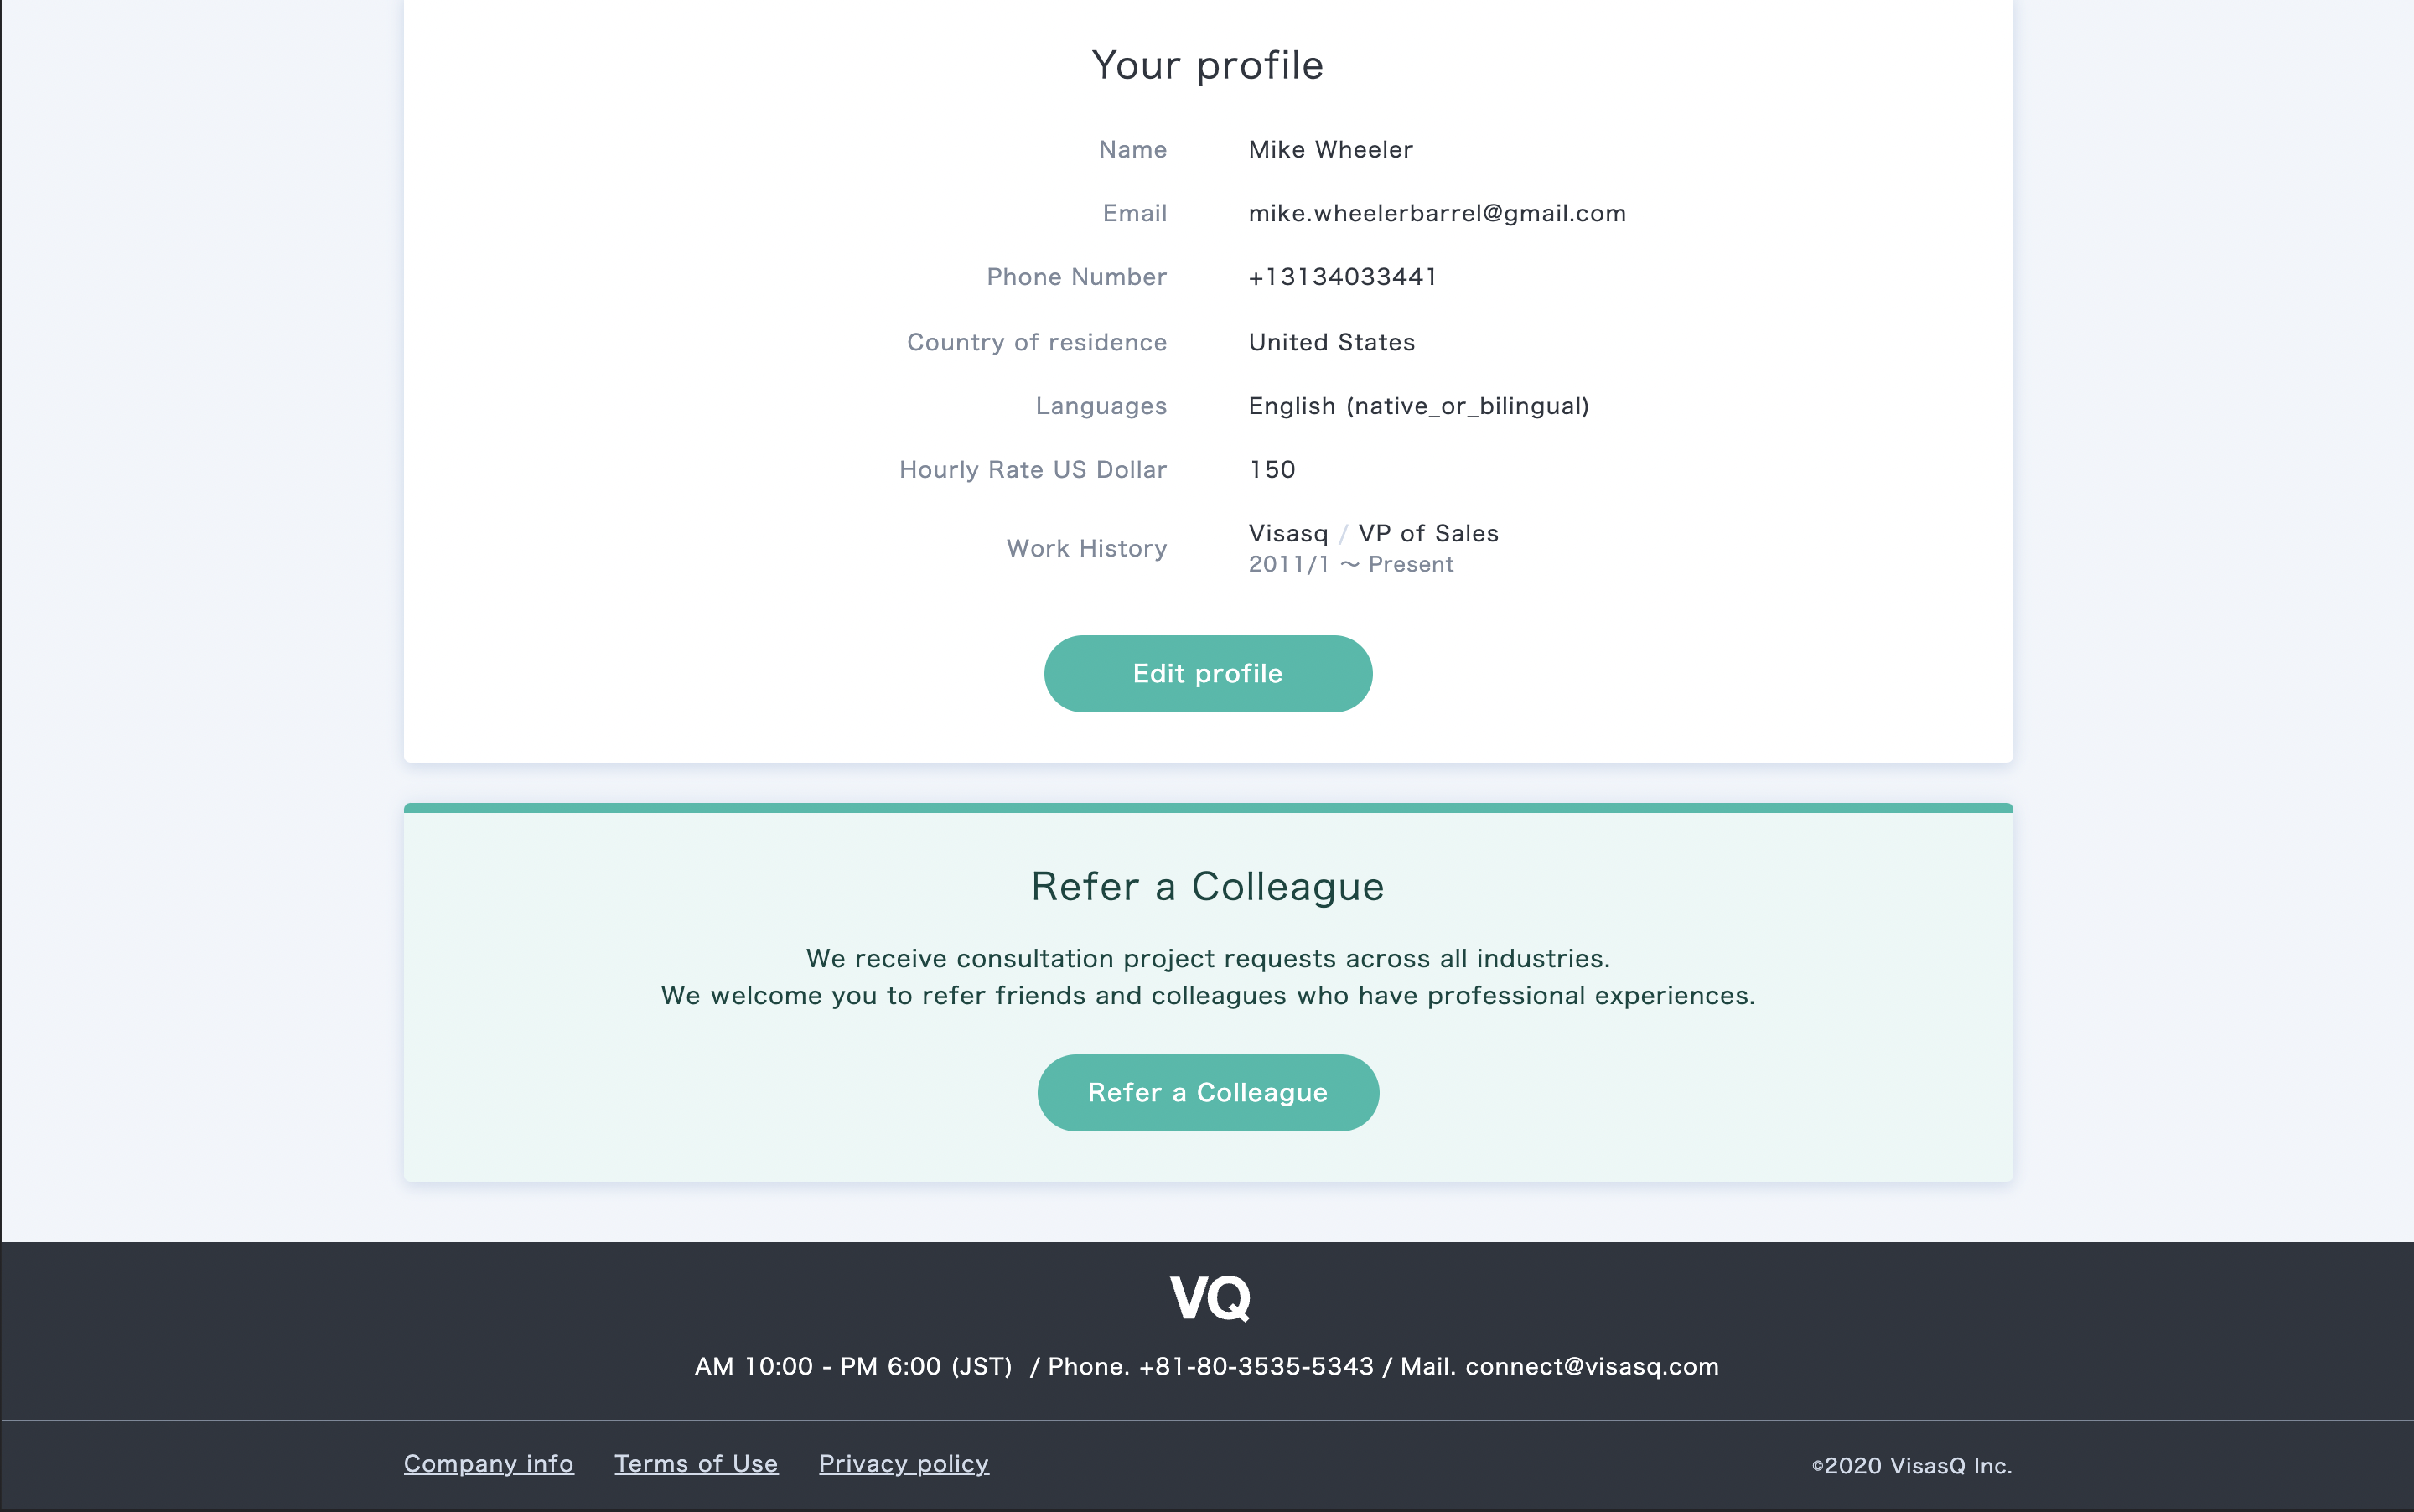 Your profile
Name Mike Wheeler
Email mike.wheelerbarrel@gmail.com
Phone Number +13134033441
Country of residence United States
Languages English (native_or_bilingual)
Hourly Rate US Dollar 150
Work History Visasq / VP of Sales
2011/1 ～ Present
Edit profile
Refer a Colleague
We receive consultation project requests across all industries.
We welcome you to refer friends and colleagues who have professional experiences.
Refer a Colleague
VQ
AM 10:00 - PM 6:00 (JST) / Phone. +81-80-3535-5343 / Mail. connect@visasq.com
Company info Terms of Use Privacy policy ©2020 VisasQ Inc.